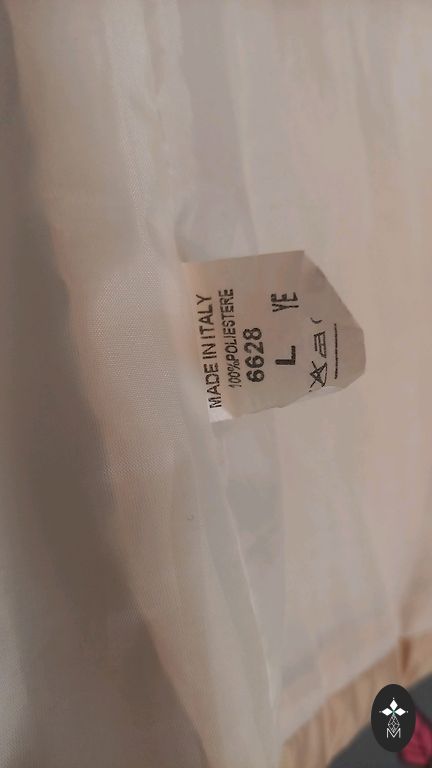 MADE IN ITALY
100%POLIESTERE
6628
L YE
M